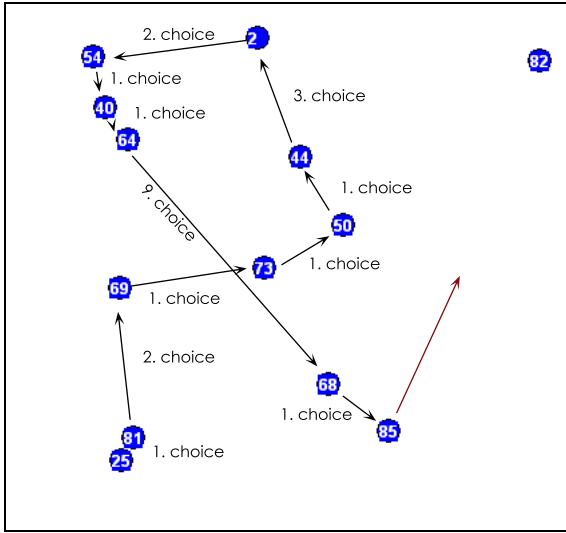 2. choice
2
54
82
1. choice
40
1. choice
64
3. choice
44
9. choice
1. choice
50
73
1. choice
69
1. choice
2. choice
68
1. choice
85
81
1. choice
25